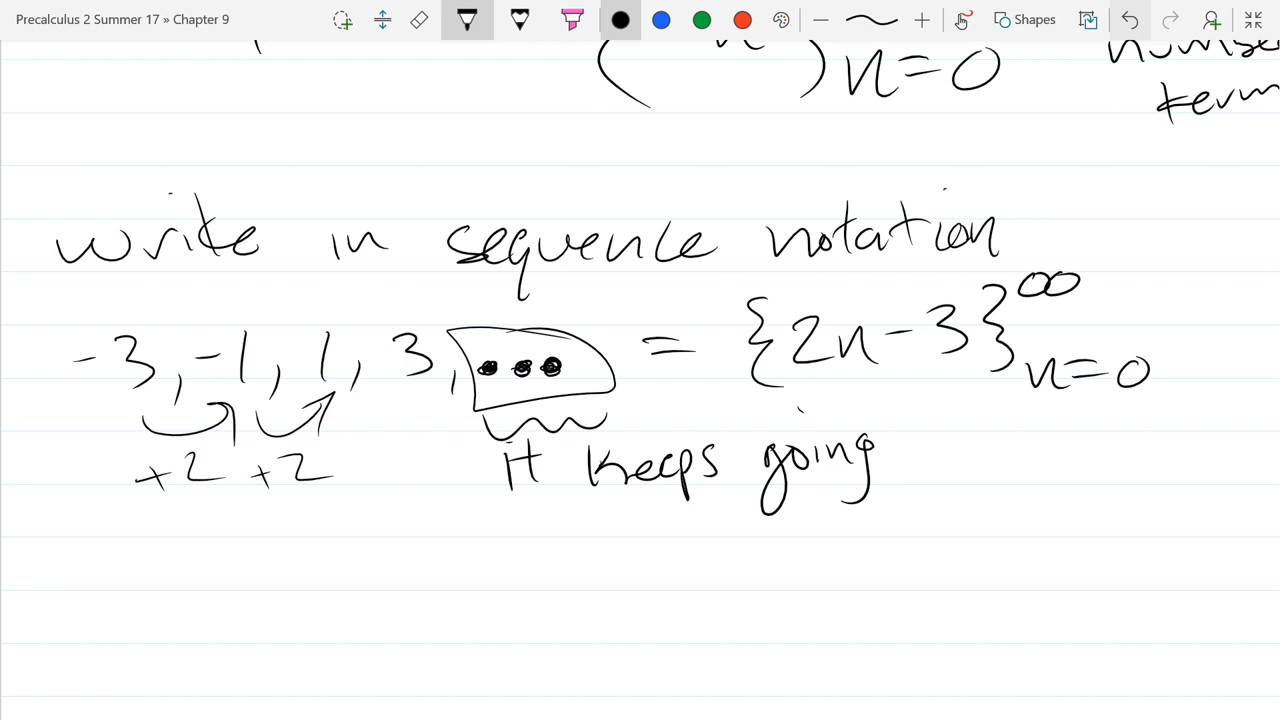 Precalculus 2 Summer 17 » Chapter 9
Shapes
n=0
term
write in sequence notation
-3, -1, 1, 3, ... = {2n-3}^∞_{n=0}
+2 +2
it keeps going